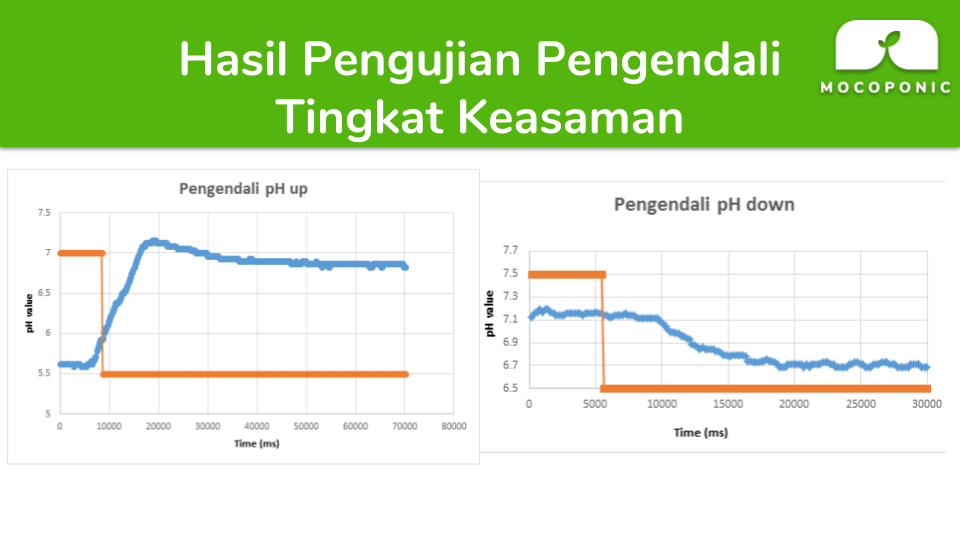 Hasil Pengujian Pengendali
Tingkat Keasaman
MOCOPONIC
Pengendali pH up
7.5
7
6.5
6
5.5
5
pH value
0 10000 20000 30000 40000 50000 60000 70000 80000
Time (ms)
Pengendali pH down
7.7
7.5
7.3
7.1
6.9
6.7
6.5
pH value
0 5000 10000 15000 20000 25000 30000
Time (ms)